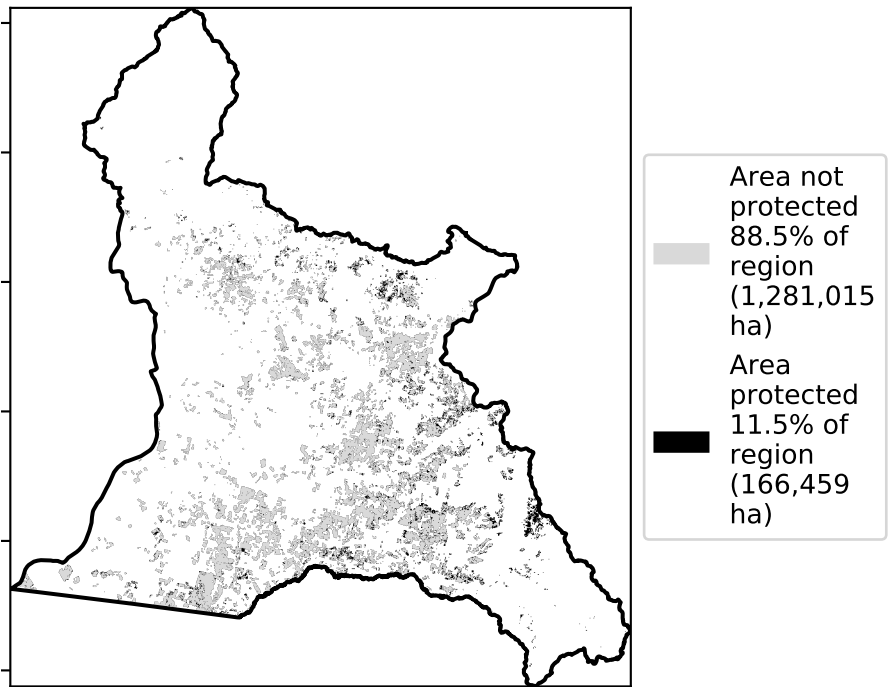 Area not
protected
88.5% of
region
(1,281,015
ha)
Area
protected
11.5% of
region
(166,459
ha)